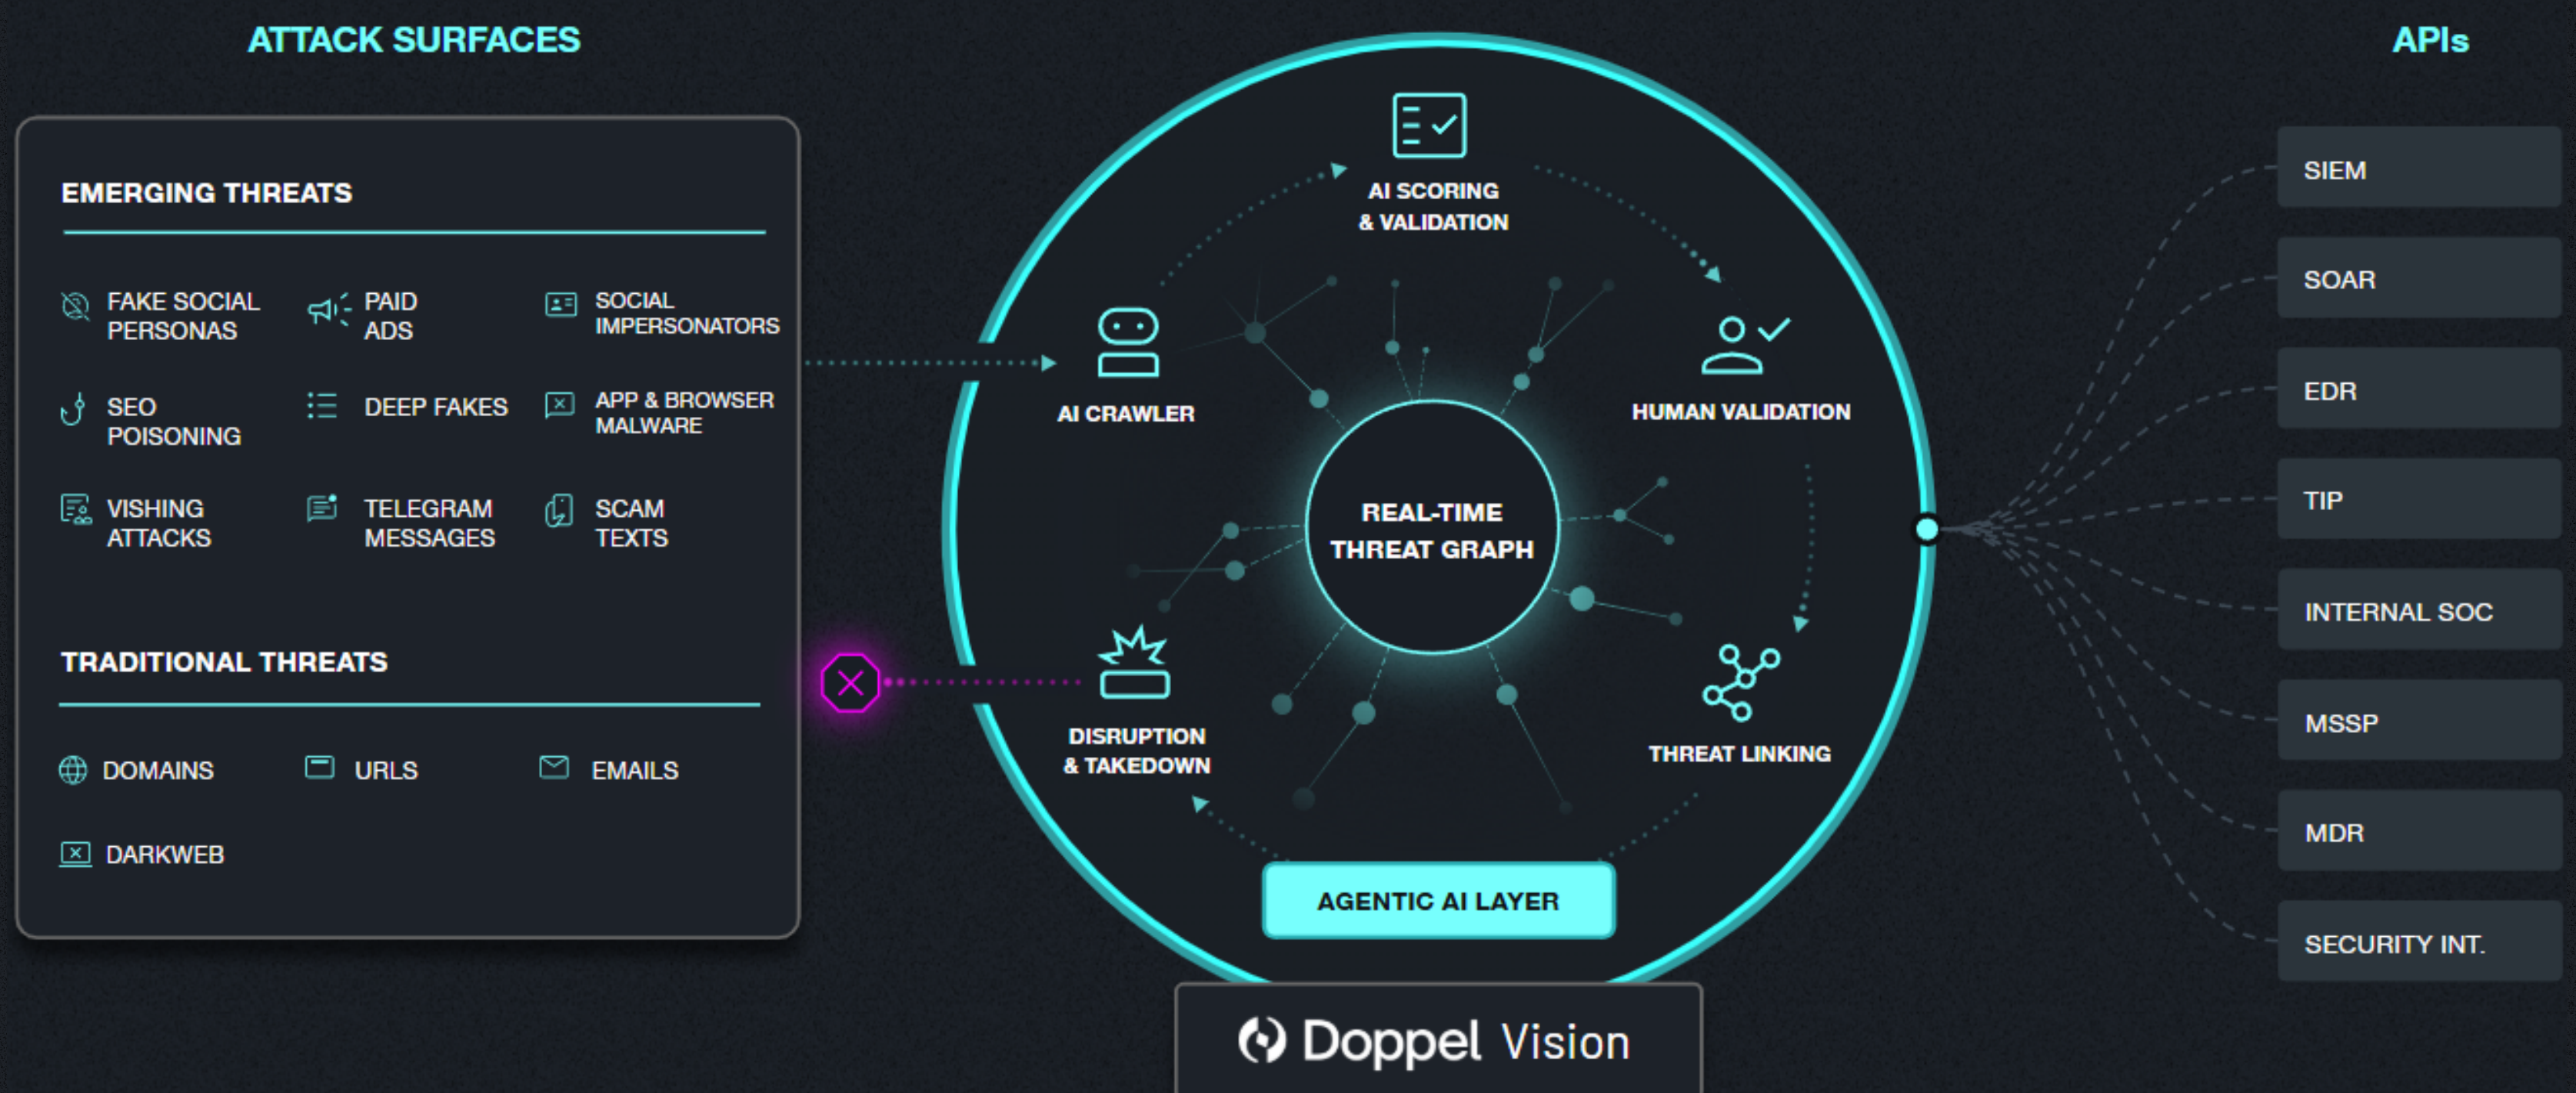 ATTACK SURFACES
EMERGING THREATS
FAKE SOCIAL
PERSONAS
PAID
ADS
SOCIAL
IMPERSONATORS
SEO
POISONING
DEEP FAKES
APP & BROWSER
MALWARE
VISHING
ATTACKS
TELEGRAM
MESSAGES
SCAM
TEXTS
TRADITIONAL THREATS
DOMAINS
URLS
EMAILS
DARKWEB
AI SCORING
& VALIDATION
AI CRAWLER
HUMAN VALIDATION
REAL-TIME
THREAT GRAPH
DISRUPTION
& TAKEDOWN
THREAT LINKING
AGENTIC AI LAYER
Doppel Vision
APIs
SIEM
SOAR
EDR
TIP
INTERNAL SOC
MSSP
MDR
SECURITY INT.